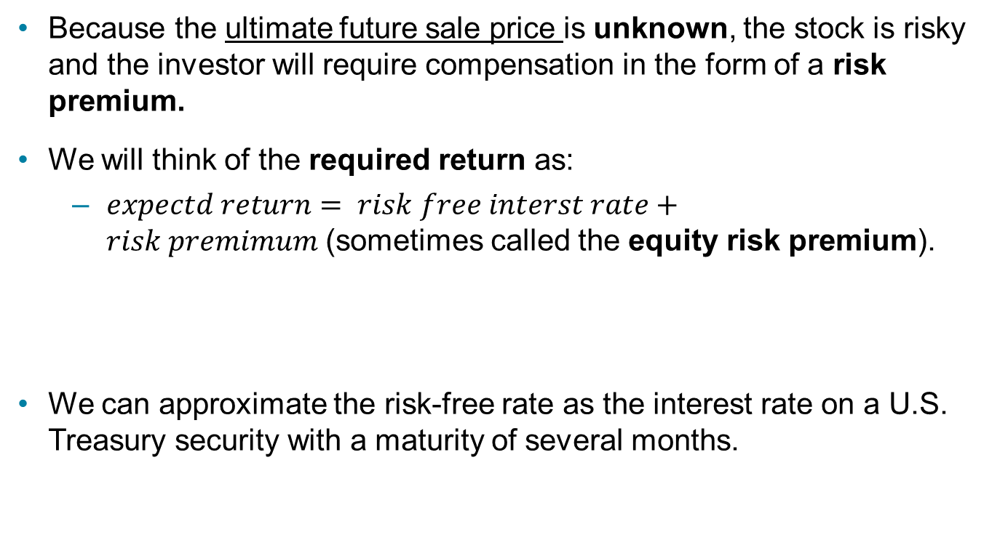 • Because the ultimate future sale price is unknown, the stock is risky
and the investor will require compensation in the form of a risk
premium.
• We will think of the required return as:
– expectd return = risk free interst rate +
risk premimum (sometimes called the equity risk premium).
• We can approximate the risk-free rate as the interest rate on a U.S.
Treasury security with a maturity of several months.